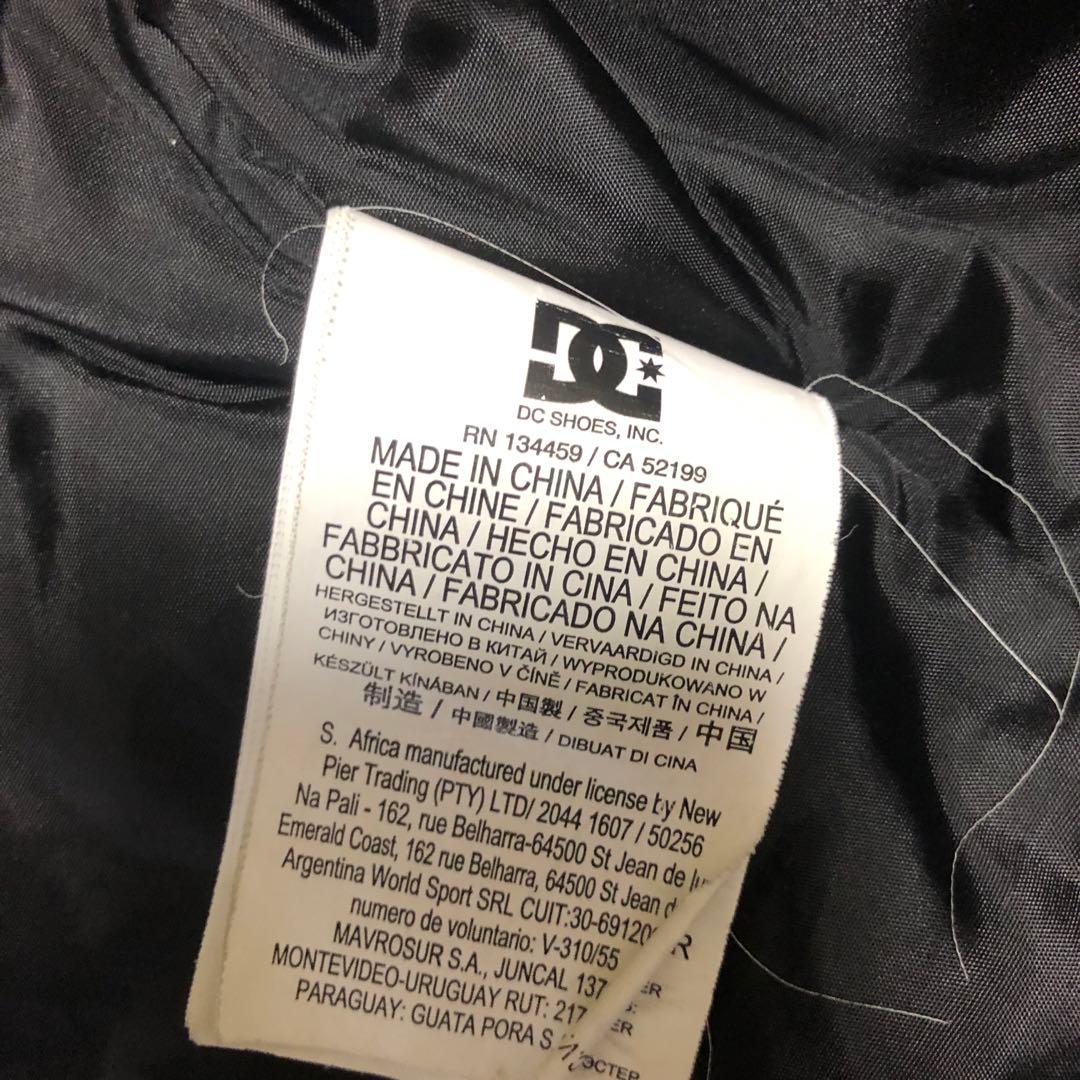 DC
DC SHOES, INC.
RN 134459 / CA 52199
MADE IN CHINA / FABRIQUÉ
EN CHINE / FABRICADO EN
CHINA / HECHO EN CHINA /
FABBRICATO IN CINA / FEITO NA
CHINA / FABRICADO NA CHINA /
HERGESTELLT IN CHINA / VERVAARDiGD IN CHINA /
ИЗГОТОВЛЕНО В КИТАЙ / WYPRODUKOWANO W
CHINY / VYROBENO V ČÍNĚ / FABRICAT ÎN CHINA /
KÉSZÜLT KÍNÁBAN / 中国製 / 중국제품 / 中国
制造 / 中國製造 / DIBUAT DI CINA
S. Africa manufactured under license by New
Pier Trading (PTY) LTD/ 2044 1607 / 50256
Na Pali - 162, rue Belharra-64500 St Jean de
Emerald Coast, 162 rue Belharra, 64500 St Jean
Argentina World Sport SRL CUIT:30-69120
numero de voluntario: V-310/55
MAVROSUR S.A., JUNCAL 137
MONTEVIDEO-URUGUAY RUT: 217
PARAGUAY: GUATA PORA S